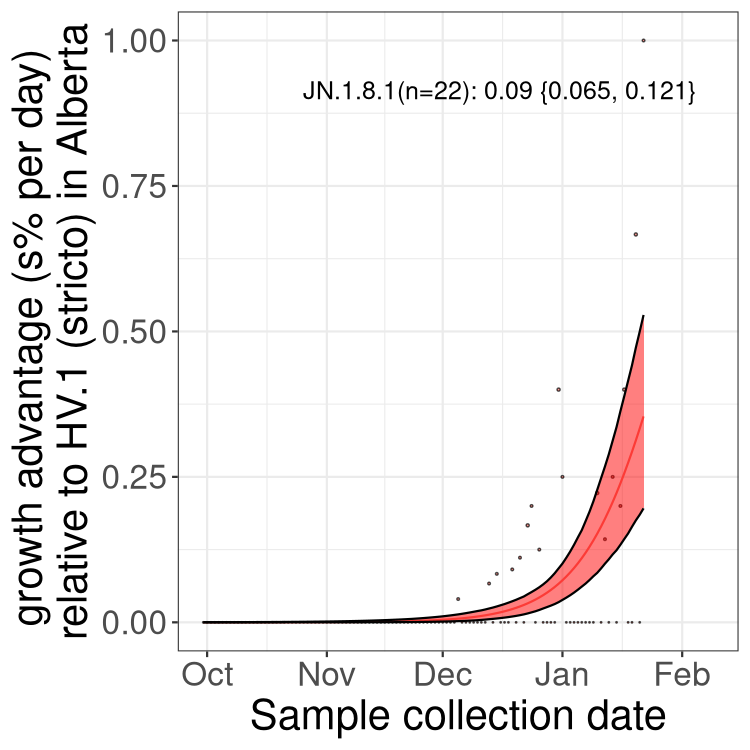 growth advantage (s% per day)
relative to HV.1 (stricto) in Alberta
1.00
0.75
0.50
0.25
0.00
JN.1.8.1(n=22): 0.09 {0.065, 0.121}
Oct Nov Dec Jan Feb
Sample collection date